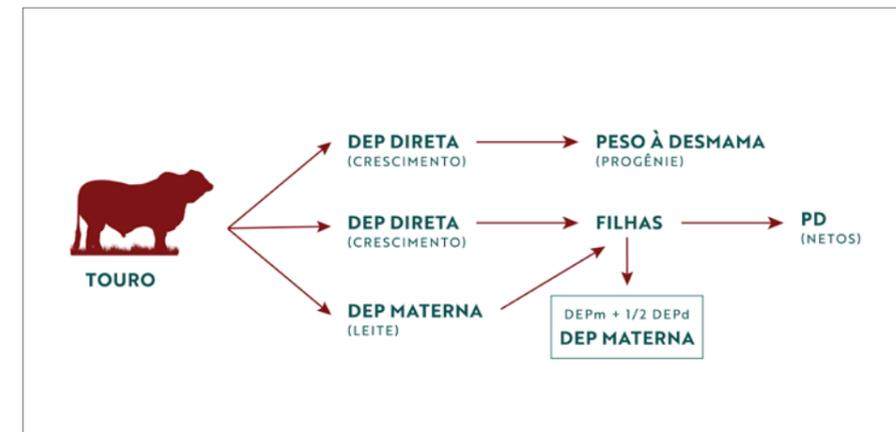 DEP DIRETA
(CRESCIMENTO)
PESO À DESMAMA
(PROGÊNIE)
DEP DIRETA
(CRESCIMENTO)
FILHAS
PD
(NETOS)
TOURO
DEP MATERNA
(LEITE)
DEPm + 1/2 DEPd
DEP MATERNA